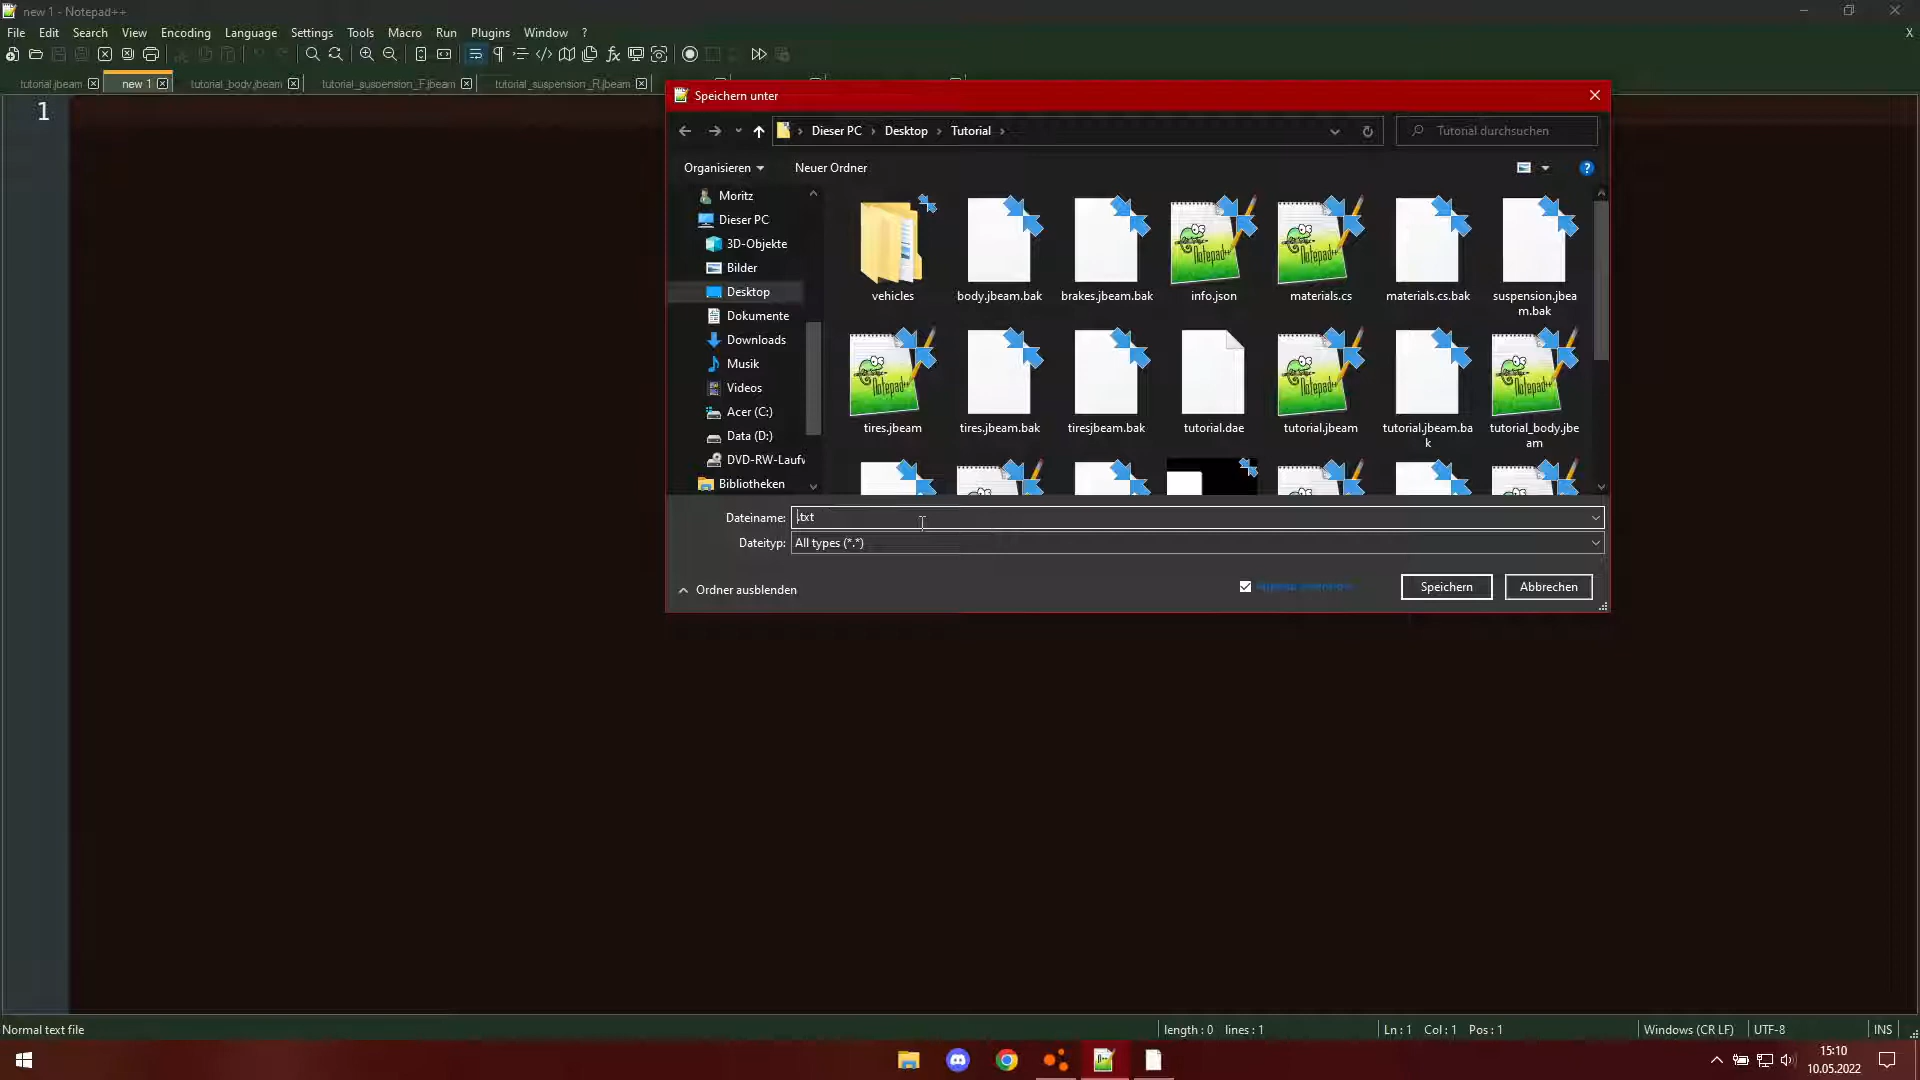 new 1 - Notepad++
File Edit Search View Encoding Language Settings Tools Macro Run Plugins Window ? X
tutorial.jbeam new 1 tutorial_body.jbeam tutorial_suspension_F.jbeam tutorial_suspension_R.jbeam
1
Speichern unter
Dieser PC Desktop Tutorial Tutorial durchsuchen
Organisieren Neuer Ordner
Moritz
Dieser PC
3D-Objekte
Bilder
Desktop
Dokumente
Downloads
Musik
Videos
Acer (C:)
Data (D:)
DVD-RW-Laufw
Bibliotheken
vehicles body.jbeam.bak brakes.jbeam.bak info.json materials.cs materials.cs.bak suspension.jbea
m.bak
tires.jbeam tires.jbeam.bak tiresjbeam.bak tutorial.dae tutorial.jbeam tutorial.jbeam.ba tutorial_body.jbe
k am
Dateiname: .txt
Dateityp: All types (*.*)
Ordner ausblenden Speichern Abbrechen
Normal text file length : 0 lines : 1 Ln : 1 Col : 1 Pos : 1 Windows (CR LF) UTF-8 INS
15:10
10.05.2022